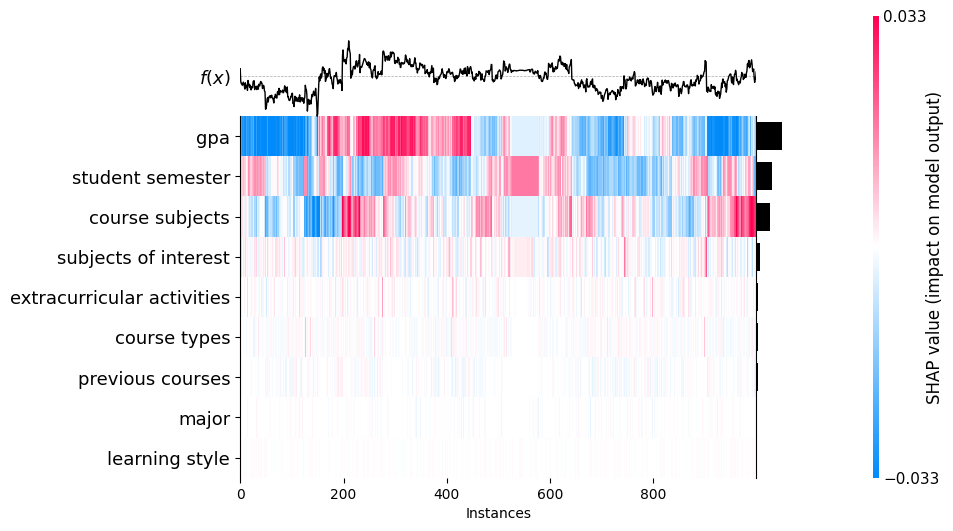 0.033
f(x)
gpa
student semester
course subjects
subjects of interest
extracurricular activities
course types
previous courses
major
learning style
0 200 400 600 800
Instances
SHAP value (impact on model output)
−0.033